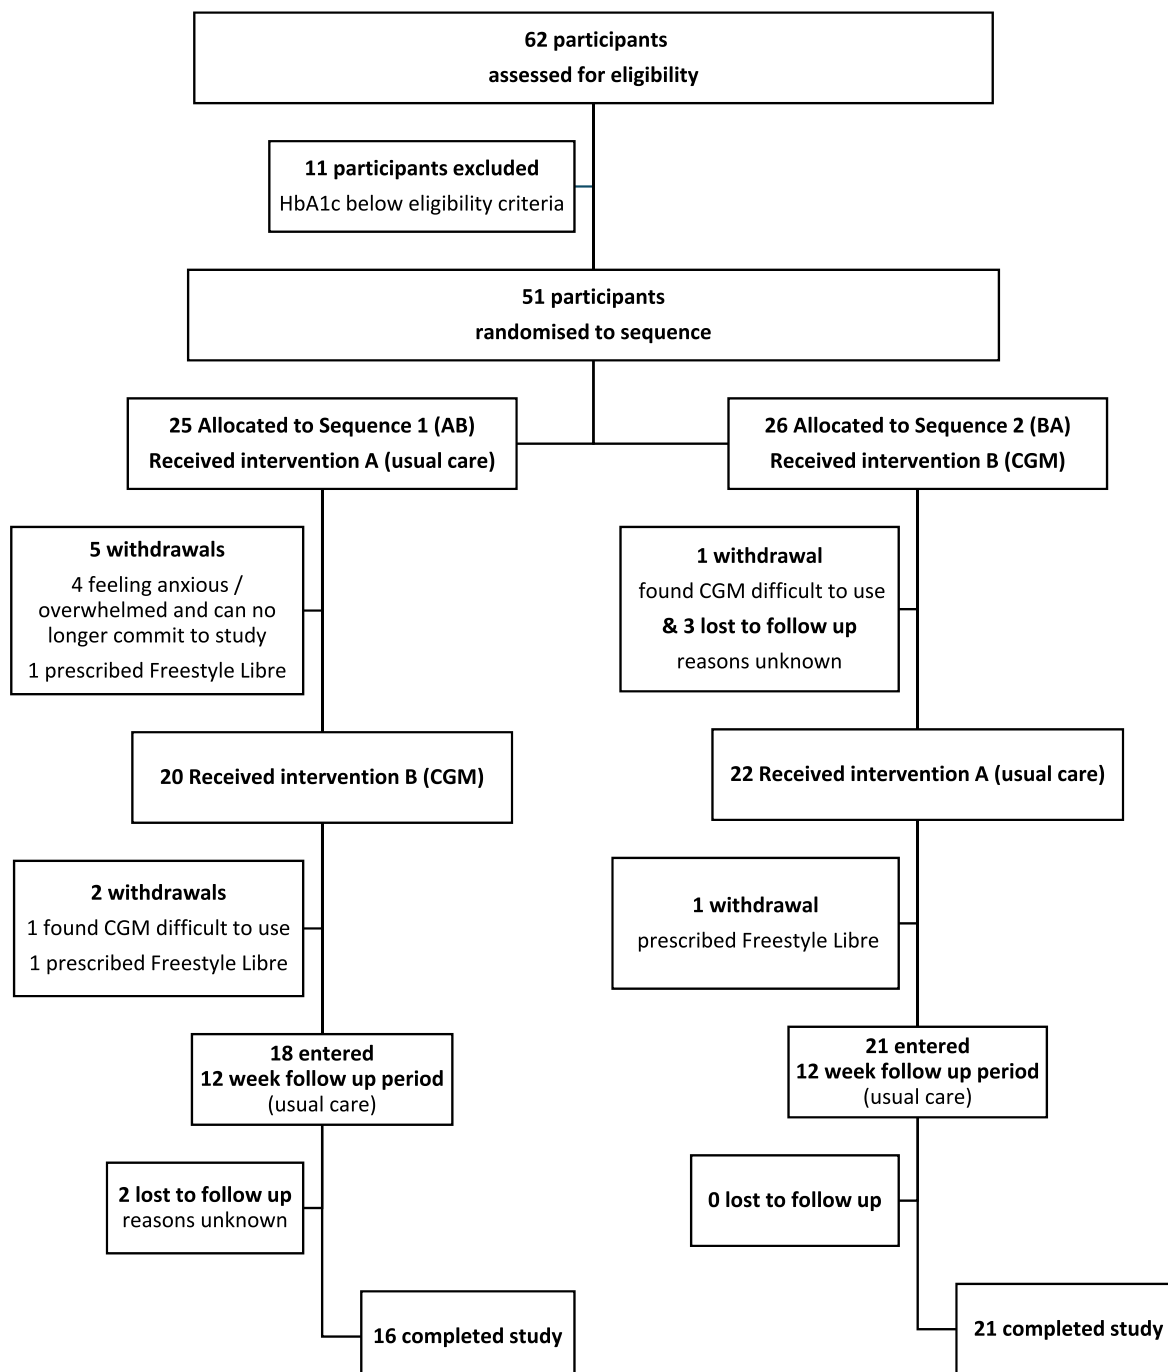 62 participants
assessed for eligibility
11 participants excluded
HbA1c below eligibility criteria
51 participants
randomised to sequence
25 Allocated to Sequence 1 (AB)
Received intervention A (usual care)
26 Allocated to Sequence 2 (BA)
Received intervention B (CGM)
5 withdrawals
4 feeling anxious /
overwhelmed and can no
longer commit to study
1 prescribed Freestyle Libre
1 withdrawal
found CGM difficult to use
& 3 lost to follow up
reasons unknown
20 Received intervention B (CGM)
22 Received intervention A (usual care)
2 withdrawals
1 found CGM difficult to use
1 prescribed Freestyle Libre
1 withdrawal
prescribed Freestyle Libre
18 entered
12 week follow up period
(usual care)
21 entered
12 week follow up period
(usual care)
2 lost to follow up
reasons unknown
0 lost to follow up
16 completed study
21 completed study